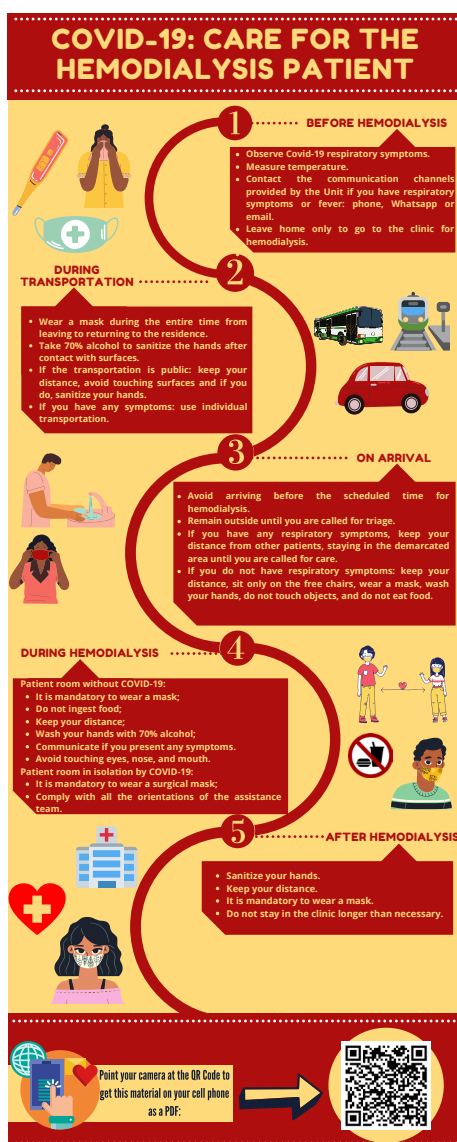 COVID-19: CARE FOR THE
HEMODIALYSIS PATIENT
1
BEFORE HEMODIALYSIS
• Observe Covid-19 respiratory symptoms.
• Measure temperature.
• Contact the communication channels
provided by the Unit if you have respiratory
symptoms or fever: phone, Whatsapp or
email.
• Leave home only to go to the clinic for
hemodialysis.
2
DURING
TRANSPORTATION
• Wear a mask during the entire time from
leaving to returning to the residence.
• Take 70% alcohol to sanitize the hands after
contact with surfaces.
• If the transportation is public: keep your
distance, avoid touching surfaces and if you
do, sanitize your hands.
• If you have any symptoms: use individual
transportation.
3
ON ARRIVAL
• Avoid arriving before the scheduled time for
hemodialysis.
• Remain outside until you are called for triage.
• If you have any respiratory symptoms, keep your
distance from other patients, staying in the demarcated
area until you are called for care.
• If you do not have respiratory symptoms: keep your
distance, sit only on the free chairs, wear a mask, wash
your hands, do not touch objects, and do not eat food.
4
DURING HEMODIALYSIS
Patient room without COVID-19:
• It is mandatory to wear a mask;
• Do not ingest food;
• Keep your distance;
• Wash your hands with 70% alcohol;
• Communicate if you present any symptoms.
• Avoid touching eyes, nose, and mouth.
Patient room in isolation by COVID-19:
• It is mandatory to wear a surgical mask;
• Comply with all the orientations of the assistance
team.
5
AFTER HEMODIALYSIS
• Sanitize your hands.
• Keep your distance.
• It is mandatory to wear a mask.
• Do not stay in the clinic longer than necessary.
Point your camera at the QR Code to
get this material on your cell phone
as a PDF: